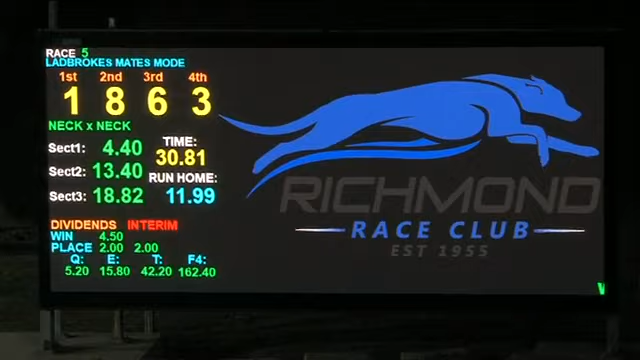 RACE 5
LADBROKES MATES MODE
1st 2nd 3rd 4th
1 8 6 3
NECK x NECK
Sect1: 4.40
TIME:
30.81
Sect2: 13.40
RUN HOME:
Sect3: 18.82 11.99
DIVIDENDS INTERIM
WIN 4.50
PLACE 2.00 2.00
Q: E: T: F4:
5.20 15.80 42.20 162.40
RICHMOND
RACE CLUB
EST 1955
V